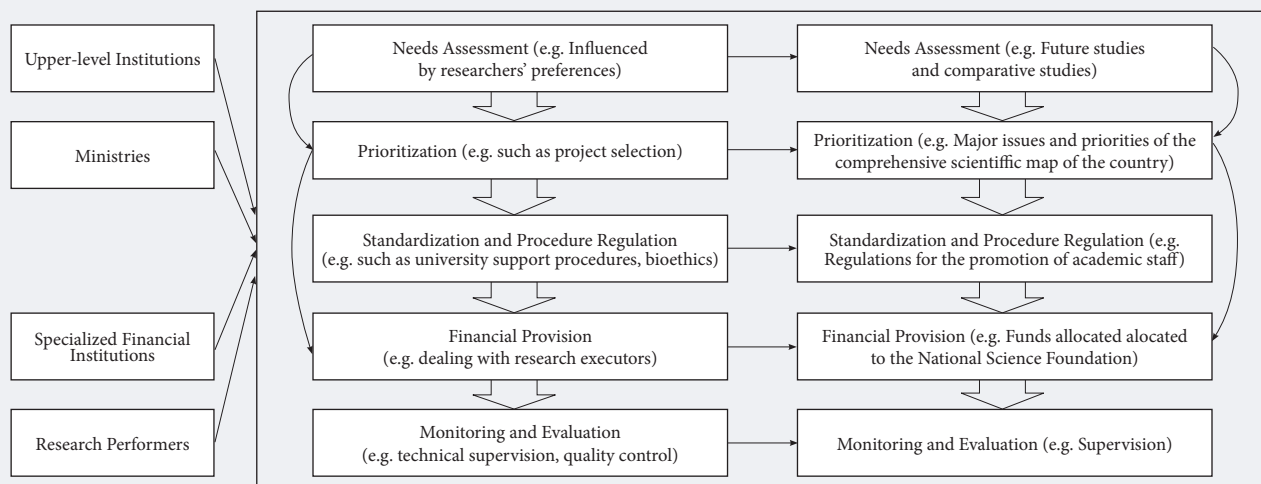 Upper-level Institutions
Ministries
Specialized Financial
Institutions
Research Performers
Needs Assessment (e.g. Influenced
by researchers' preferences)
Prioritization (e.g. such as project selection)
Standardization and Procedure Regulation
(e.g. such as university support procedures, bioethics)
Financial Provision
(e.g. dealing with research executors)
Monitoring and Evaluation
(e.g. technical supervision, quality control)
Needs Assessment (e.g. Future studies
and comparative studies)
Prioritization (e.g. Major issues and priorities of the
comprehensive scientific map of the country)
Standardization and Procedure Regulation (e.g.
Regulations for the promotion of academic staff)
Financial Provision (e.g. Funds allocated alocated
to the National Science Foundation)
Monitoring and Evaluation (e.g. Supervision)